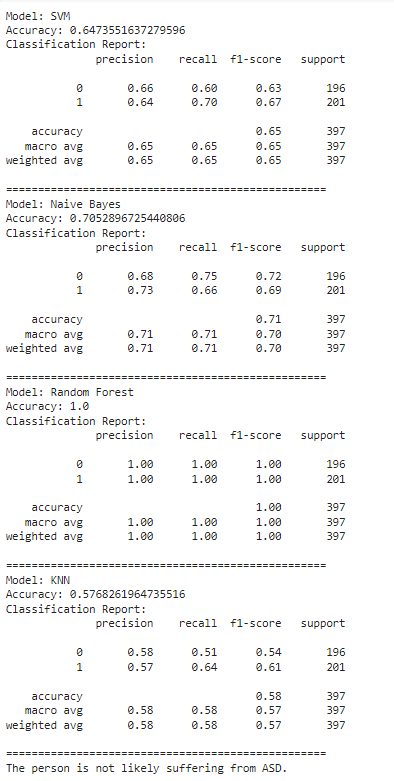 Model: SVM
Accuracy: 0.6473551637279596
Classification Report:
precision recall f1-score support
0 0.66 0.60 0.63 196
1 0.64 0.70 0.67 201
accuracy 0.65 397
macro avg 0.65 0.65 0.65 397
weighted avg 0.65 0.65 0.65 397
==================================================
Model: Naive Bayes
Accuracy: 0.7052896725440806
Classification Report:
precision recall f1-score support
0 0.68 0.75 0.72 196
1 0.73 0.66 0.69 201
accuracy 0.71 397
macro avg 0.71 0.71 0.70 397
weighted avg 0.71 0.71 0.70 397
==================================================
Model: Random Forest
Accuracy: 1.0
Classification Report:
precision recall f1-score support
0 1.00 1.00 1.00 196
1 1.00 1.00 1.00 201
accuracy 1.00 397
macro avg 1.00 1.00 1.00 397
weighted avg 1.00 1.00 1.00 397
==================================================
Model: KNN
Accuracy: 0.5768261964735516
Classification Report:
precision recall f1-score support
0 0.58 0.51 0.54 196
1 0.57 0.64 0.61 201
accuracy 0.58 397
macro avg 0.58 0.58 0.57 397
weighted avg 0.58 0.58 0.57 397
==================================================
The person is not likely suffering from ASD.